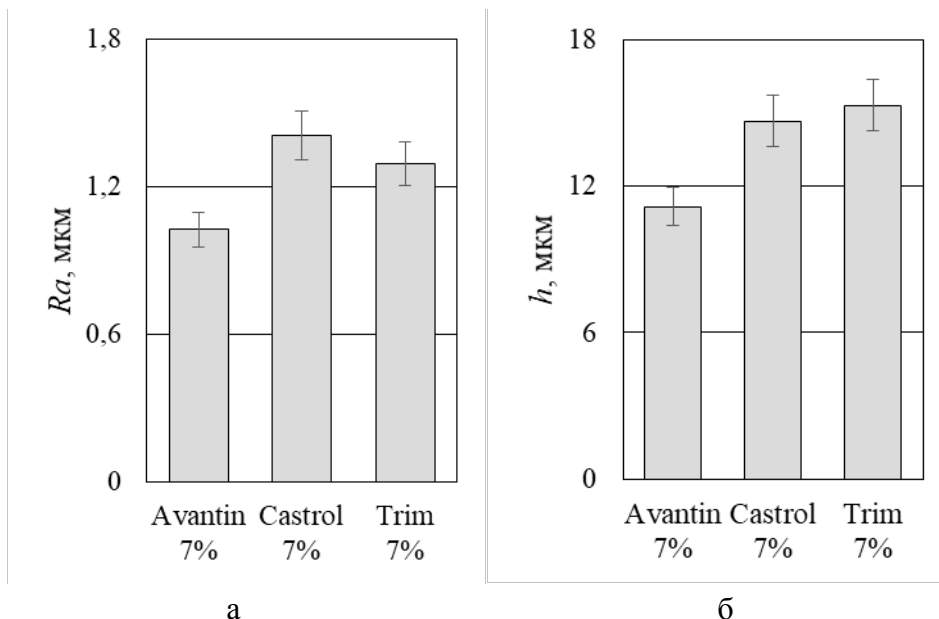 1,8
1,2
0,6
0
Ra, мкм
Avantin Castrol Trim
7% 7% 7%
а
18
12
6
0
h, мкм
Avantin Castrol Trim
7% 7% 7%
б